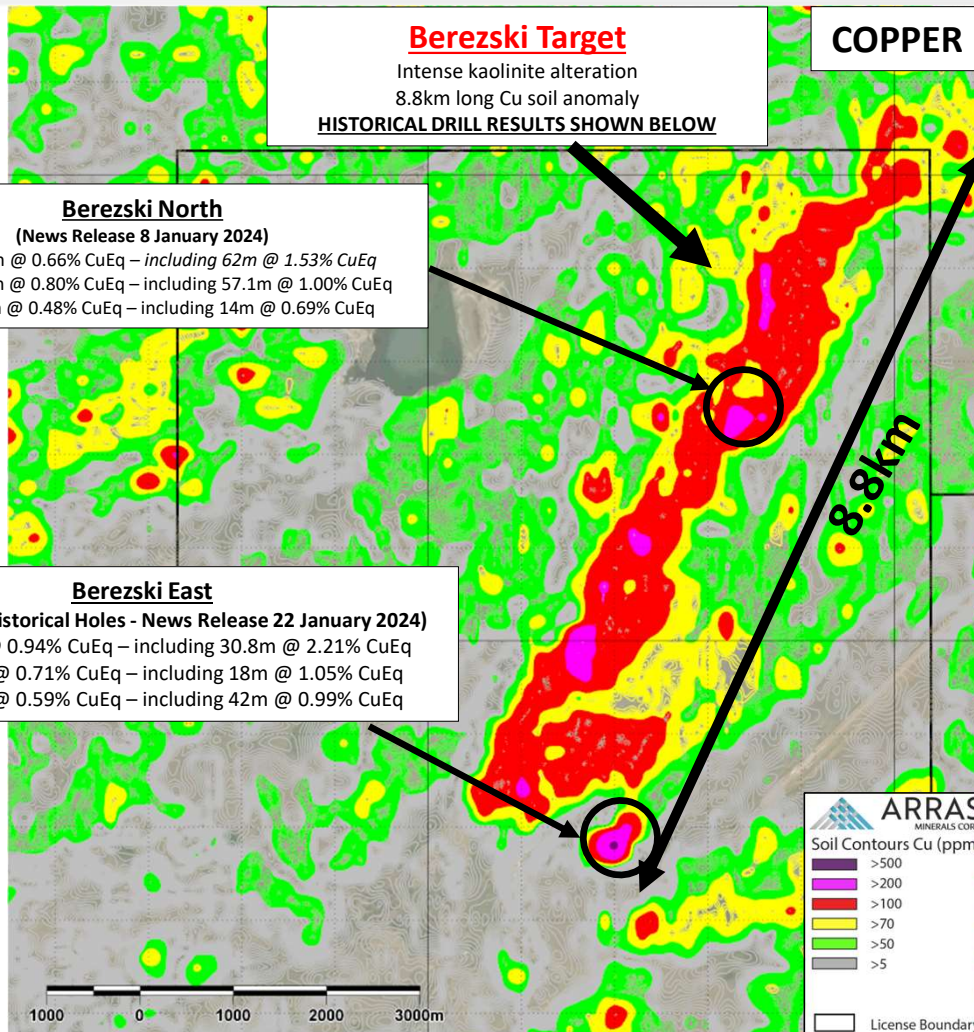 Berezski Target
Intense kaolinite alteration
8.8km long Cu soil anomaly
HISTORICAL DRILL RESULTS SHOWN BELOW
COPPER
Berezski North
(News Release 8 January 2024)
@ 0.66% CuEq – including 62m @ 1.53% CuEq
@ 0.80% CuEq – including 57.1m @ 1.00% CuEq
@ 0.48% CuEq – including 14m @ 0.69% CuEq
8.8km
Berezski East
Holes - News Release 22 January 2024)
0.94% CuEq – including 30.8m @ 2.21% CuEq
@ 0.71% CuEq – including 18m @ 1.05% CuEq
@ 0.59% CuEq – including 42m @ 0.99% CuEq
ARRAS
MINERALS CORP
Soil Contours Cu (ppm
>500
>200
>100
>70
>50
>5
License Boundar
1000 0 1000 2000 3000m